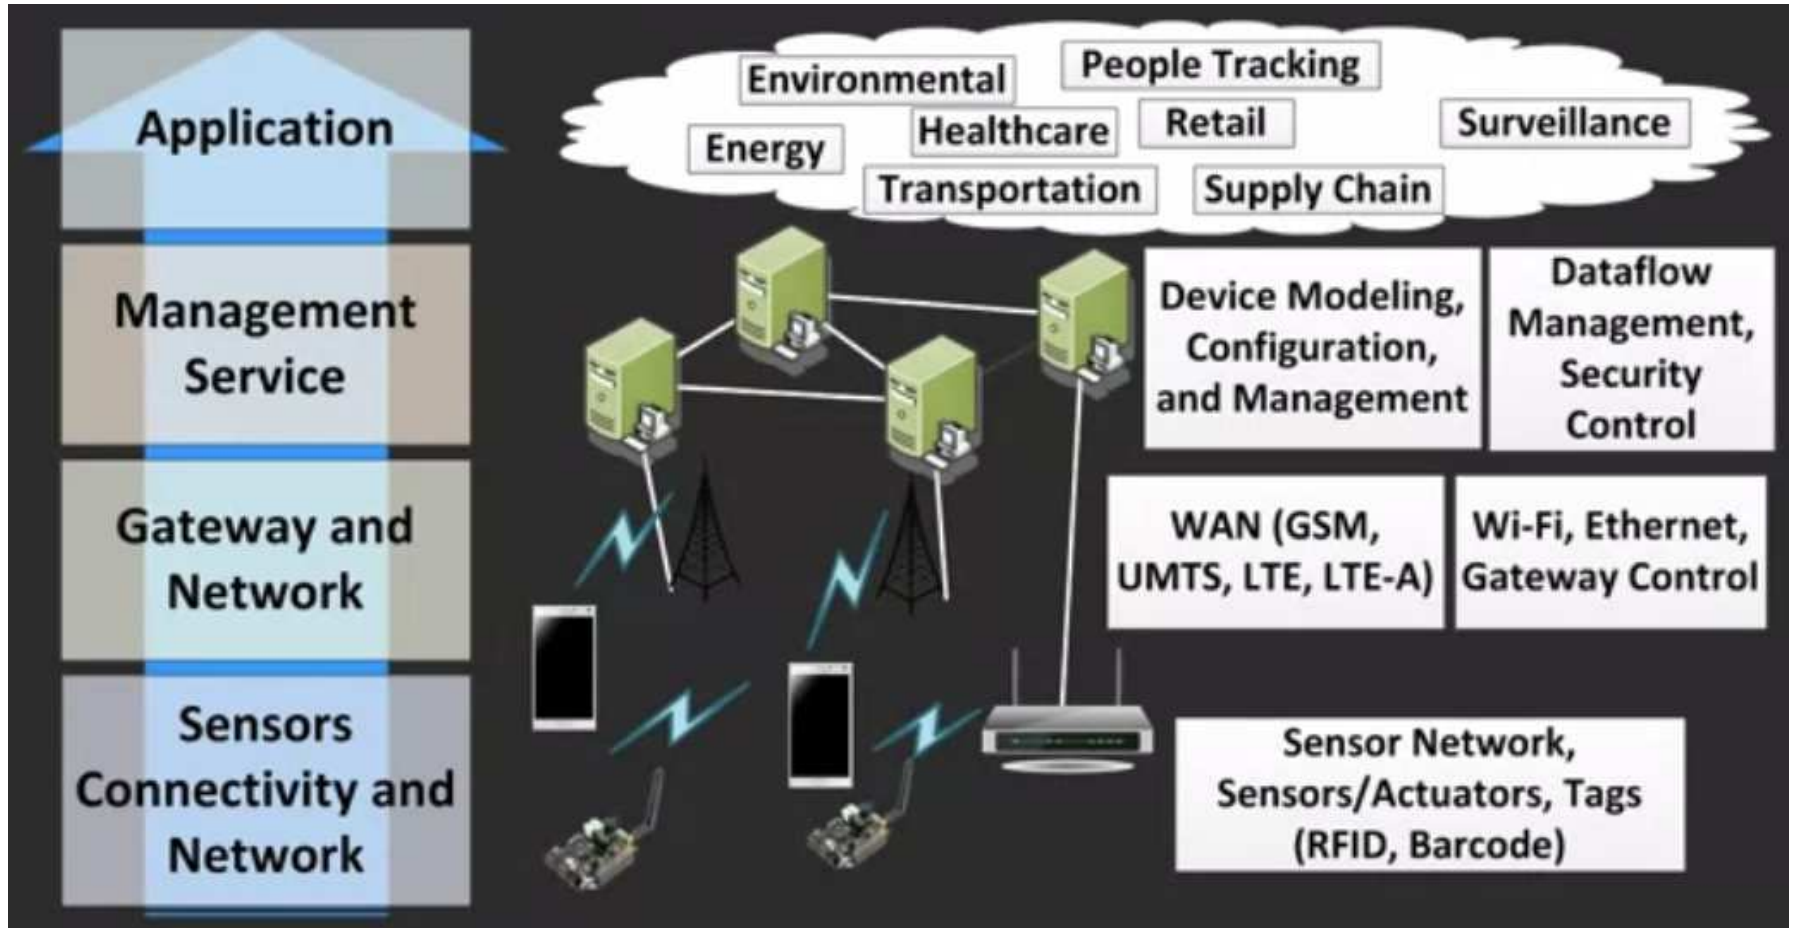 Application
Environmental
People Tracking
Energy
Healthcare
Retail
Surveillance
Transportation
Supply Chain
Management
Service
Device Modeling,
Configuration,
and Management
Dataflow
Management,
Security
Control
Gateway and
Network
WAN (GSM,
UMTS, LTE, LTE-A)
Wi-Fi, Ethernet,
Gateway Control
Sensors
Connectivity and
Network
Sensor Network,
Sensors/Actuators, Tags
(RFID, Barcode)